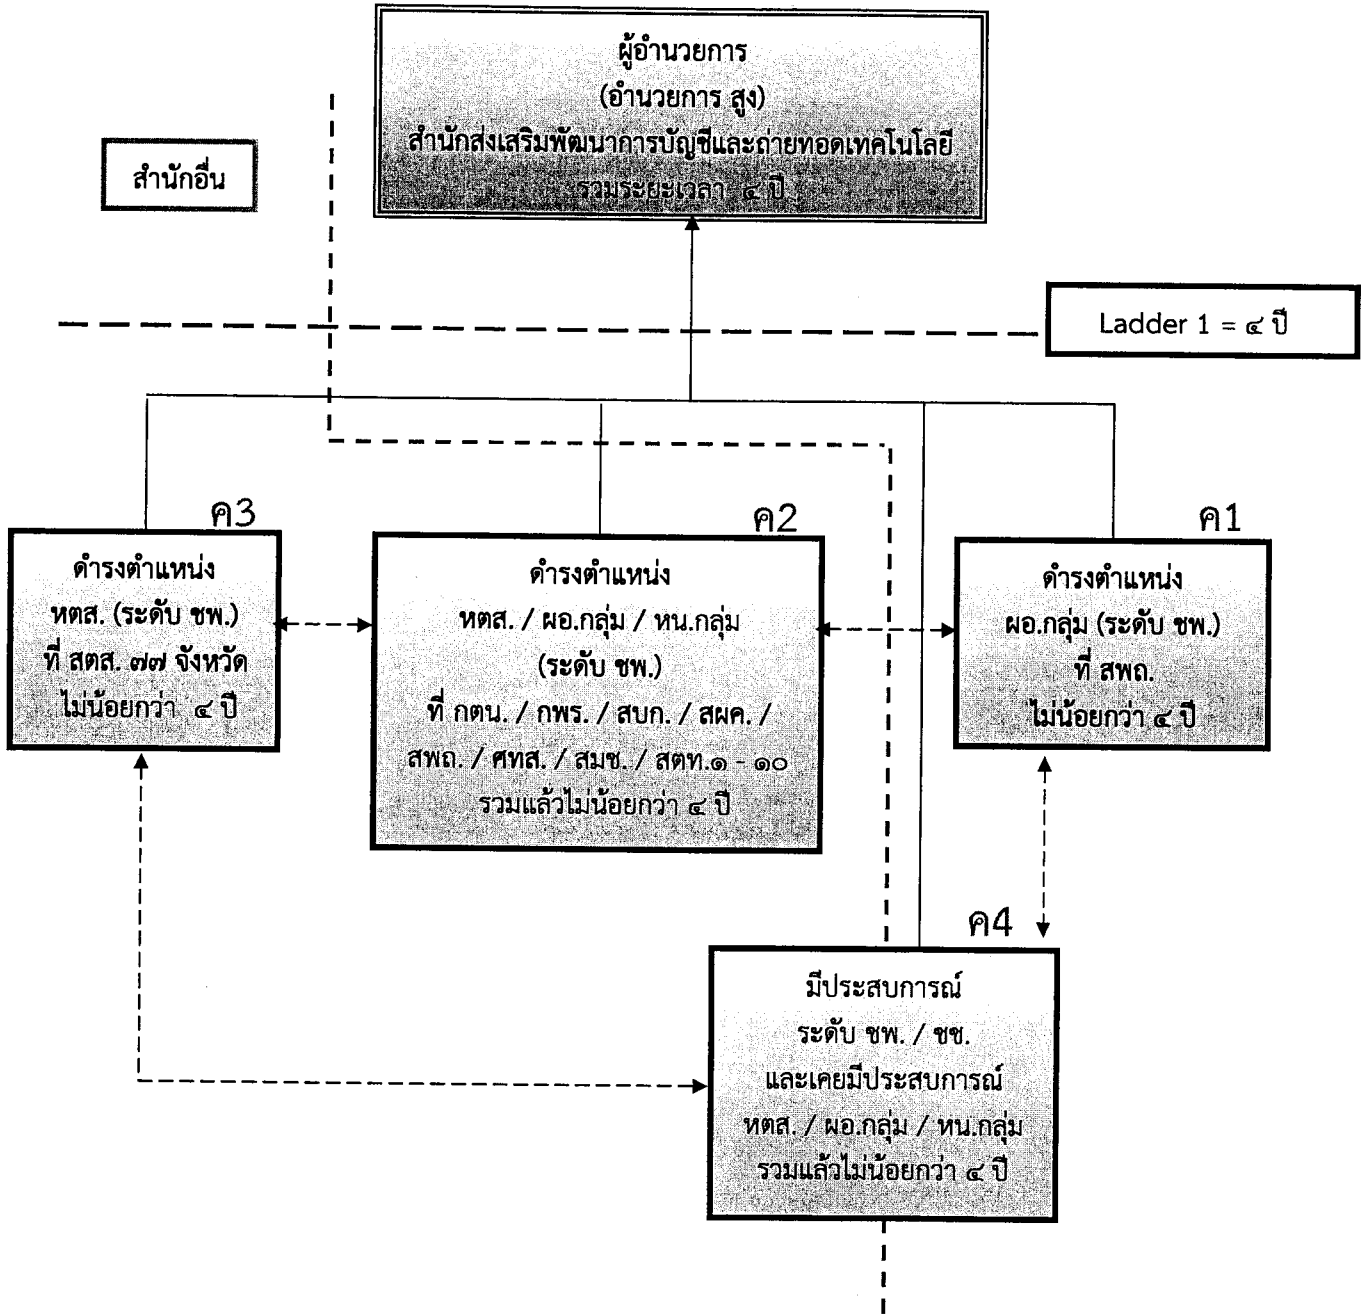 ผู้อำนวยการ
(อำนวยการ สูง)
สำนักส่งเสริมพัฒนาการบัญชีและถ่ายทอดเทคโนโลยี
รวมระยะเวลา ๔ ปี
สำนักอื่น
Ladder 1 = ๔ ปี
ค3
ดำรงตำแหน่ง
หตส. (ระดับ ชพ.)
ที่ สตส. ๗๗ จังหวัด
ไม่น้อยกว่า ๔ ปี
ค2
ดำรงตำแหน่ง
หตส. / ผอ.กลุ่ม / หน.กลุ่ม
(ระดับ ชพ.)
ที่ กตน. / กพร. / สบก. / สผค. /
สพถ. / ศทส. / สมช. / สตท.๑ - ๑๐
รวมแล้วไม่น้อยกว่า ๔ ปี
ค1
ดำรงตำแหน่ง
ผอ.กลุ่ม (ระดับ ชพ.)
ที่ สพถ.
ไม่น้อยกว่า ๔ ปี
ค4
มีประสบการณ์
ระดับ ชพ. / ชช.
และเคยมีประสบการณ์
หตส. / ผอ.กลุ่ม / หน.กลุ่ม
รวมแล้วไม่น้อยกว่า ๔ ปี